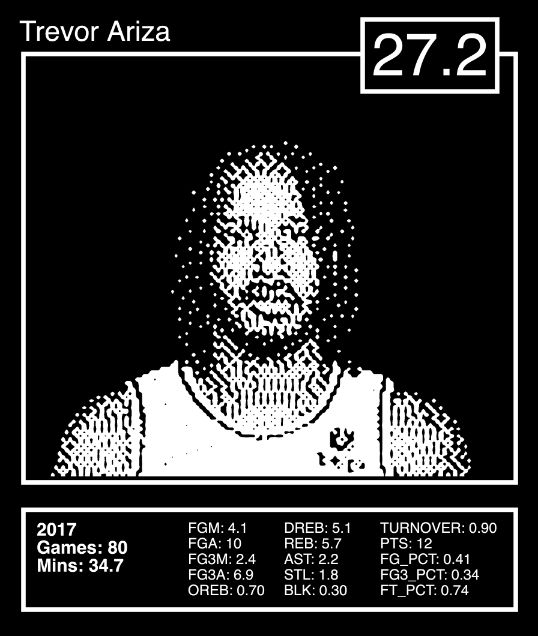 Trevor Ariza
27.2
2017
Games: 80
Mins: 34.7
FGM: 4.1
FGA: 10
FG3M: 2.4
FG3A: 6.9
OREB: 0.70
DREB: 5.1
REB: 5.7
AST: 2.2
STL: 1.8
BLK: 0.30
TURNOVER: 0.90
PTS: 12
FG_PCT: 0.41
FG3_PCT: 0.34
FT_PCT: 0.74